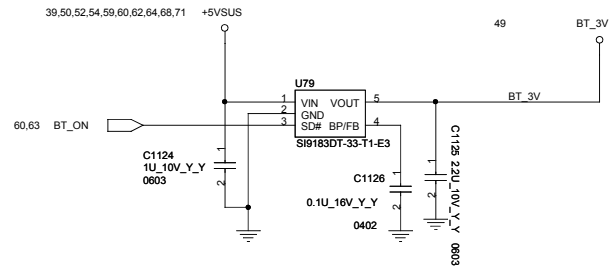 39,50,52,54,59,60,62,64,68,71 +5VSUS
49 BT_3V
U79
1 VIN VOUT 5
2 GND
3 SD# BP/FB 4
SI9183DT-33-T1-E3
BT_3V
60,63 BT_ON
C1124
1U_10V_Y_Y
0603
1
2
C1126
0.1U_16V_Y_Y
0402
1
2
C1125 2.2U_10V_Y_Y 0603
1
2